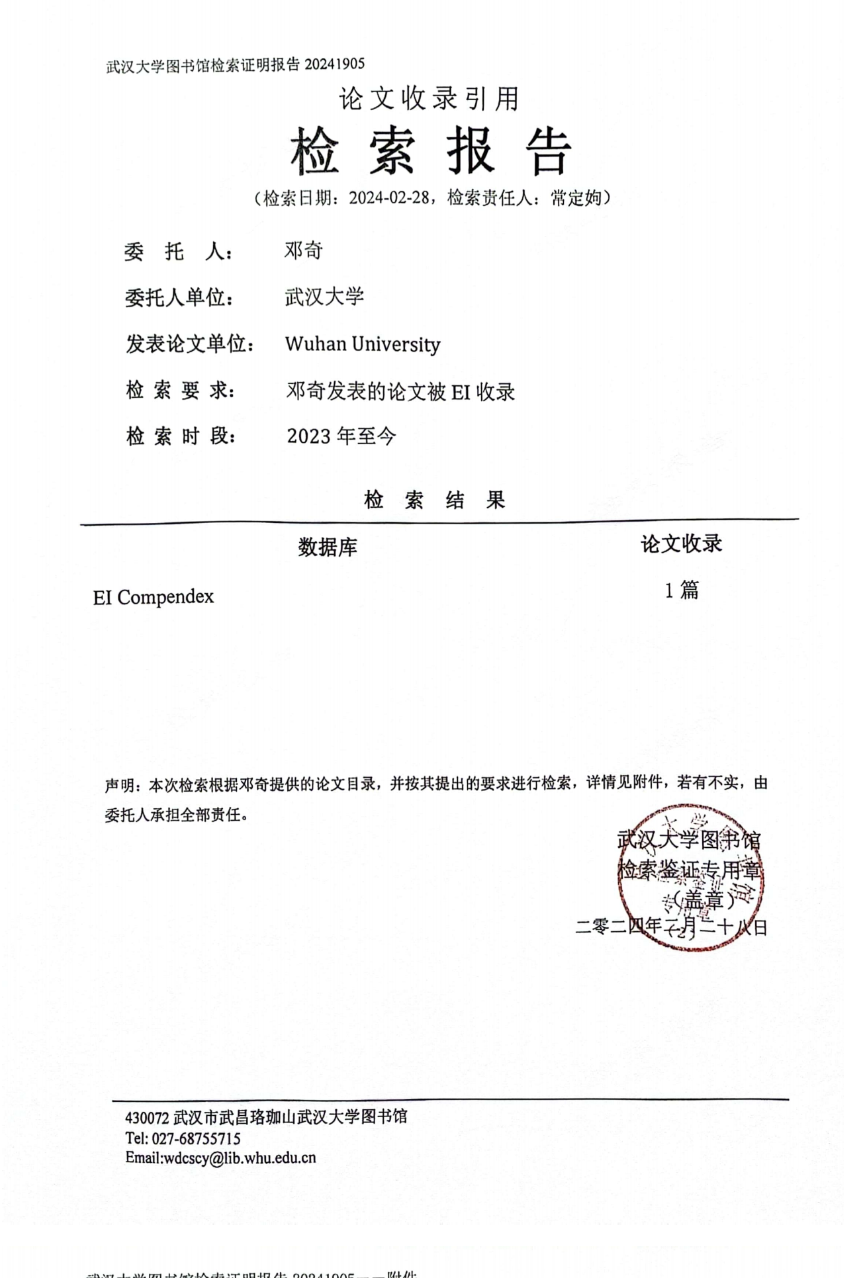 武汉大学图书馆检索证明报告 20241905
论文收录引用
检索报告
（检索日期：2024-02-28，检索责任人：常定姁）
委托人： 邓奇
委托人单位： 武汉大学
发表论文单位： Wuhan University
检索要求： 邓奇发表的论文被 EI 收录
检索时段： 2023 年至今
检索结果
数据库 论文收录
EI Compendex 1 篇
声明：本次检索根据邓奇提供的论文目录，并按其提出的要求进行检索，详情见附件，若有不实，由
委托人承担全部责任。
武汉大学图书馆
检索鉴证专用章
（盖章）
二零二四年二月二十八日
430072 武汉市武昌珞珈山武汉大学图书馆
Tel: 027-68755715
Email:wdcscy@lib.whu.edu.cn
武汉大学图书馆检索证明报告 20241905——附件